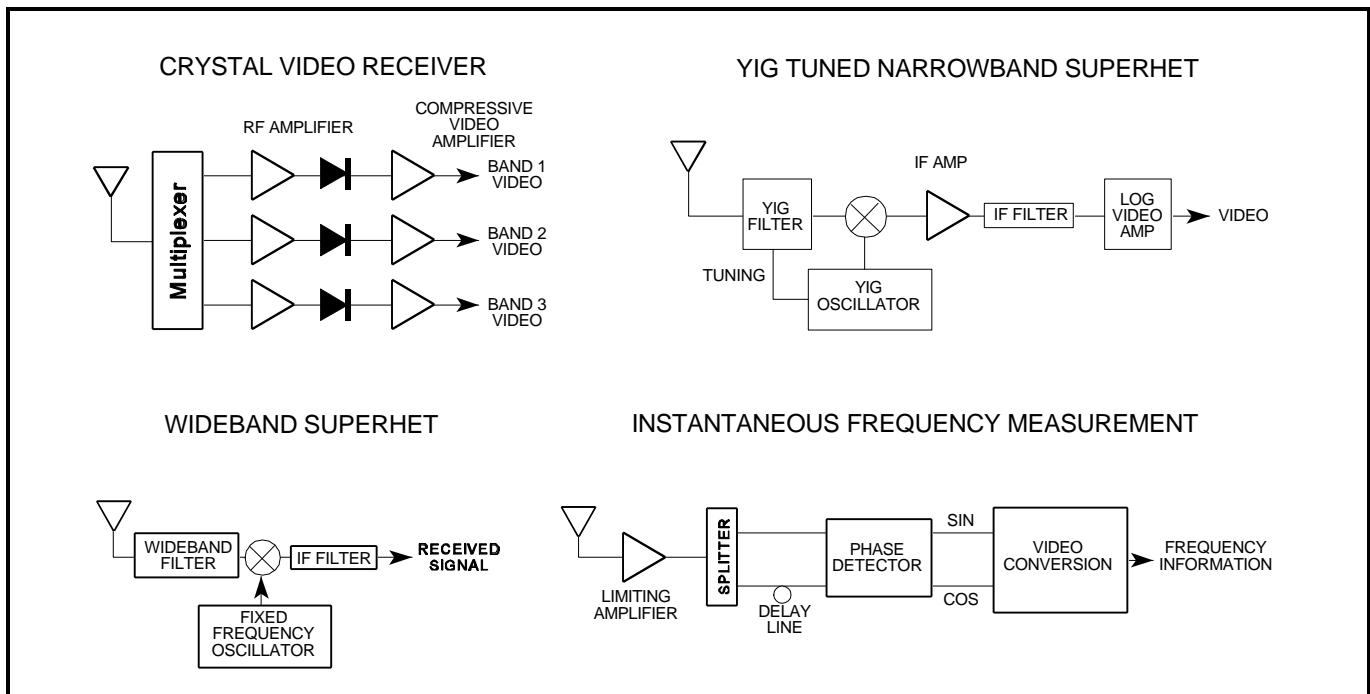 CRYSTAL VIDEO RECEIVER
RF AMPLIFIER
COMPRESSIVE
VIDEO
AMPLIFIER
Multiplexer
BAND 1
VIDEO
BAND 2
VIDEO
BAND 3
VIDEO
YIG TUNED NARROWBAND SUPERHET
IF AMP
YIG
FILTER
IF FILTER
LOG
VIDEO
AMP
VIDEO
TUNING
YIG
OSCILLATOR
WIDEBAND SUPERHET
WIDEBAND
FILTER
IF FILTER
RECEIVED
SIGNAL
FIXED
FREQUENCY
OSCILLATOR
INSTANTANEOUS FREQUENCY MEASUREMENT
LIMITING
AMPLIFIER
SPLITTER
DELAY
LINE
PHASE
DETECTOR
SIN
COS
VIDEO
CONVERSION
FREQUENCY
INFORMATION